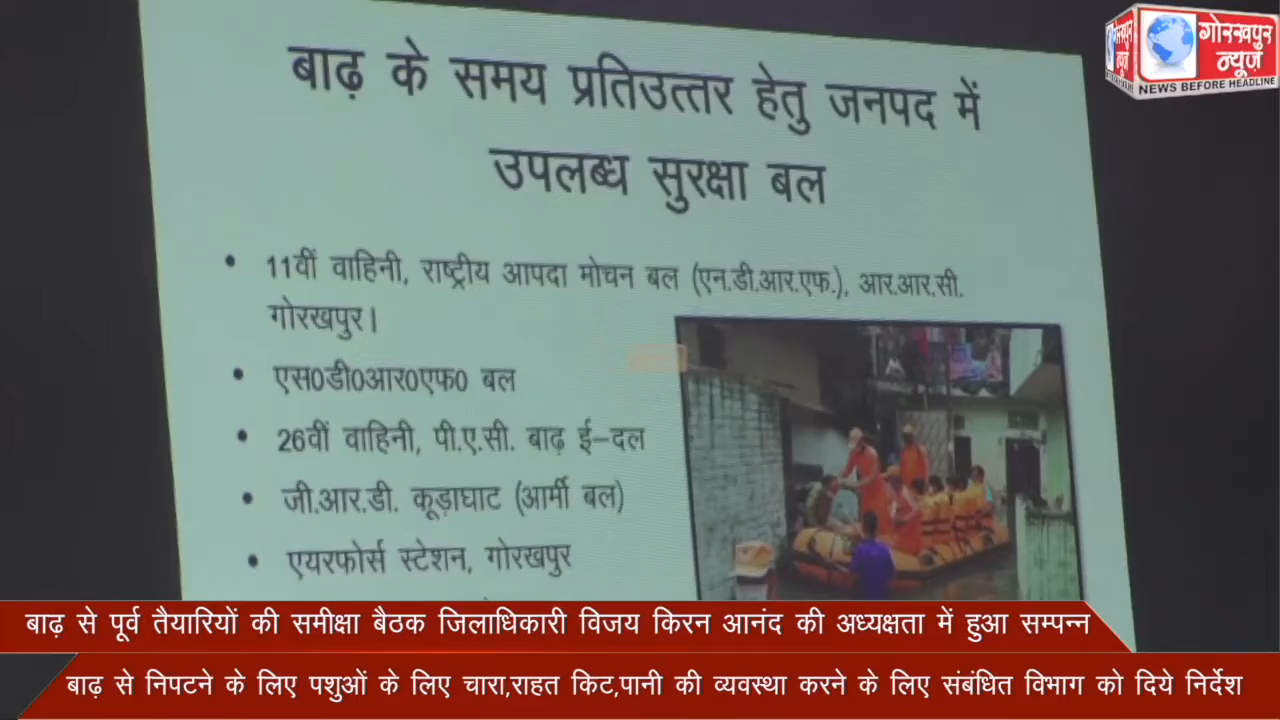 गोरखपुर
न्यूज़
NEWS BEFORE HEADLINE
बाढ़ के समय प्रतिउत्तर हेतु जनपद में
उपलब्ध सुरक्षा बल
• 11वीं वाहिनी, राष्ट्रीय आपदा मोचन बल (एन.डी.आर.एफ.), आर.आर.सी.
गोरखपुर।
• एस0डी0आर0एफ0 बल
• 26वीं वाहिनी, पी.ए.सी. बाढ़ ई-दल
• जी.आर.डी. कूड़ाघाट (आर्मी बल)
• एयरफोर्स स्टेशन, गोरखपुर
बाढ़ से पूर्व तैयारियों की समीक्षा बैठक जिलाधिकारी विजय किरन आनंद की अध्यक्षता में हुआ सम्पन्न
बाढ़ से निपटने के लिए पशुओं के लिए चारा,राहत किट,पानी की व्यवस्था करने के लिए संबंधित विभाग को दिये निर्देश